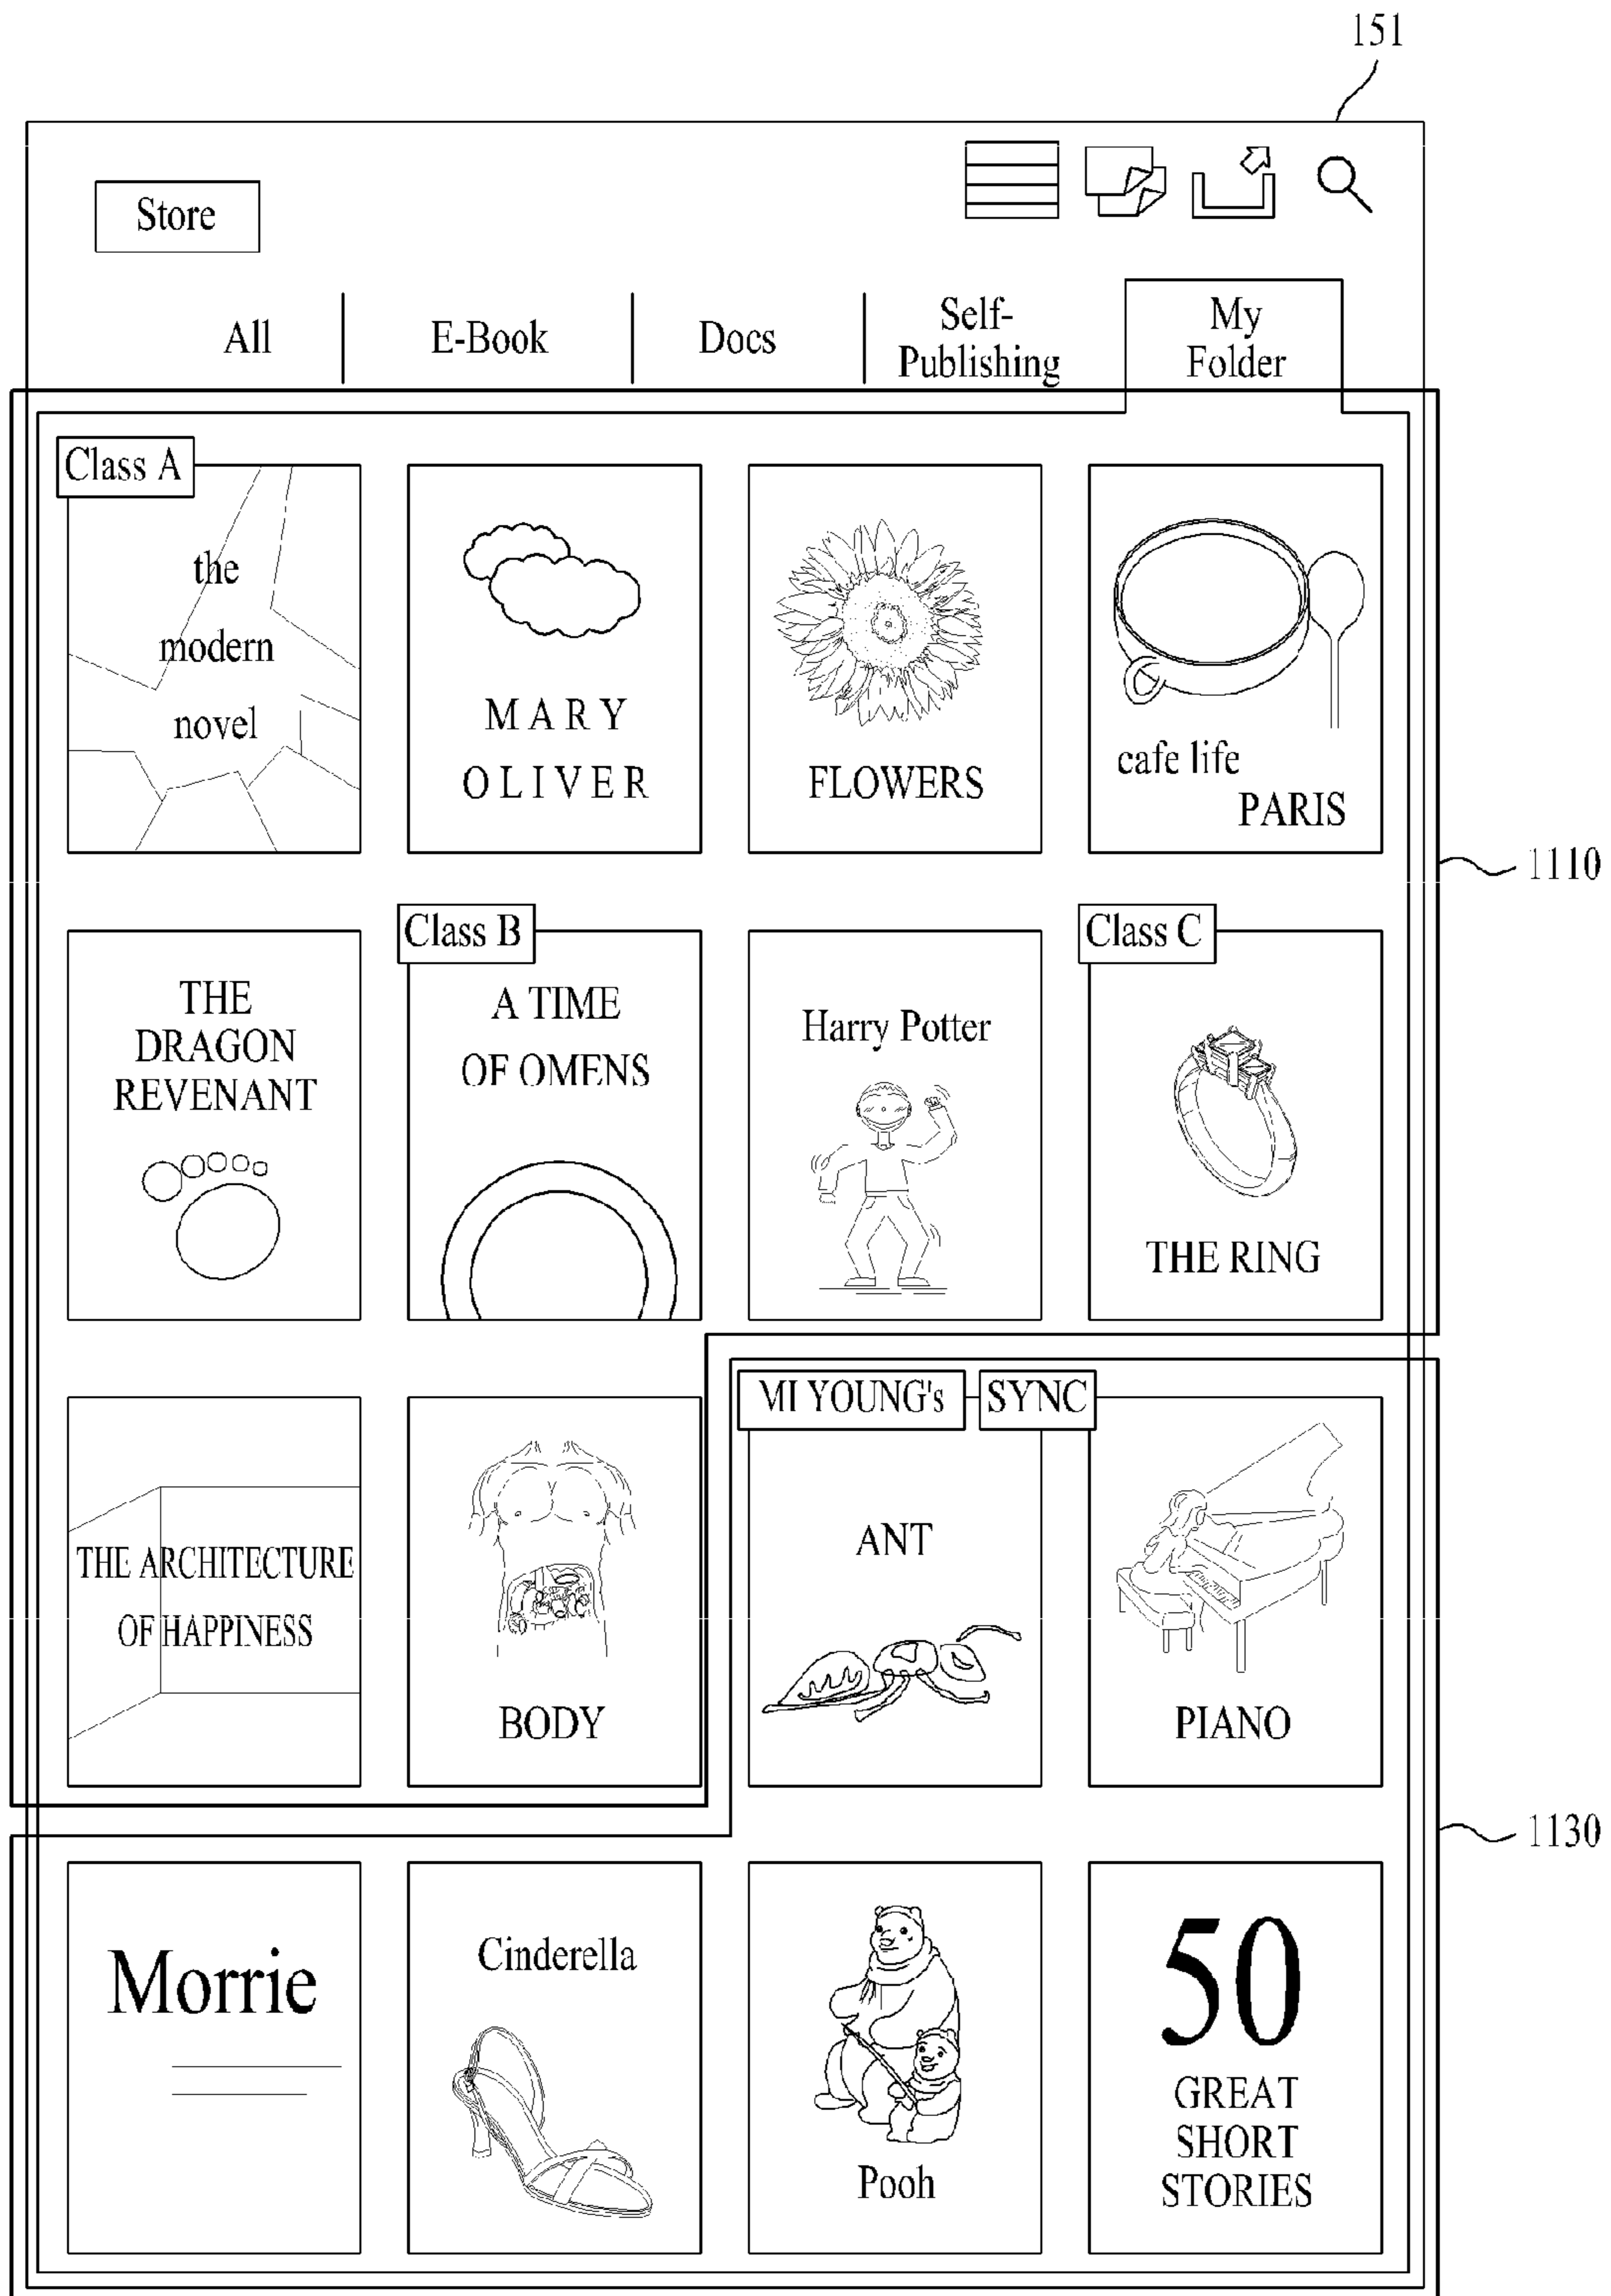 151
Store
All
E-Book
Docs
Self-
Publishing
My
Folder
Class A
the
modern
novel
MARY
OLIVER
FLOWERS
cafe life
PARIS
1110
THE
DRAGON
REVENANT
Class B
A TIME
OF OMENS
Harry Potter
Class C
THE RING
THE ARCHITECTURE
OF HAPPINESS
BODY
MI YOUNG's
SYNC
ANT
PIANO
1130
Morrie
Cinderella
Pooh
50
GREAT
SHORT
STORIES